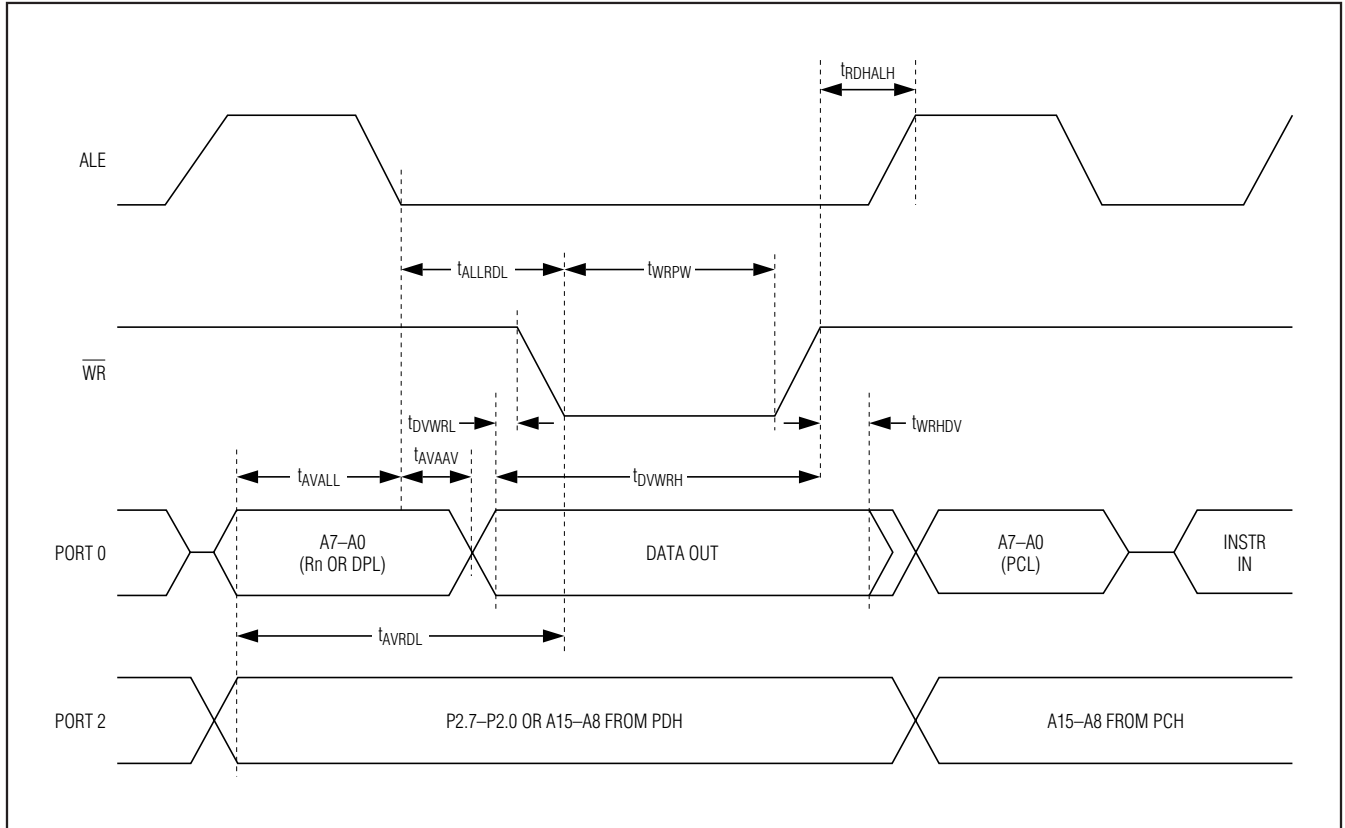 tRDHALH
ALE
tALLRDL
tWRPW
WR
tDVWRL
tWRHDV
tAVAAV
tAVALL
tDVWRH
PORT 0
A7–A0
(Rn OR DPL)
DATA OUT
A7–A0
(PCL)
INSTR
IN
tAVRDL
PORT 2
P2.7–P2.0 OR A15–A8 FROM PDH
A15–A8 FROM PCH